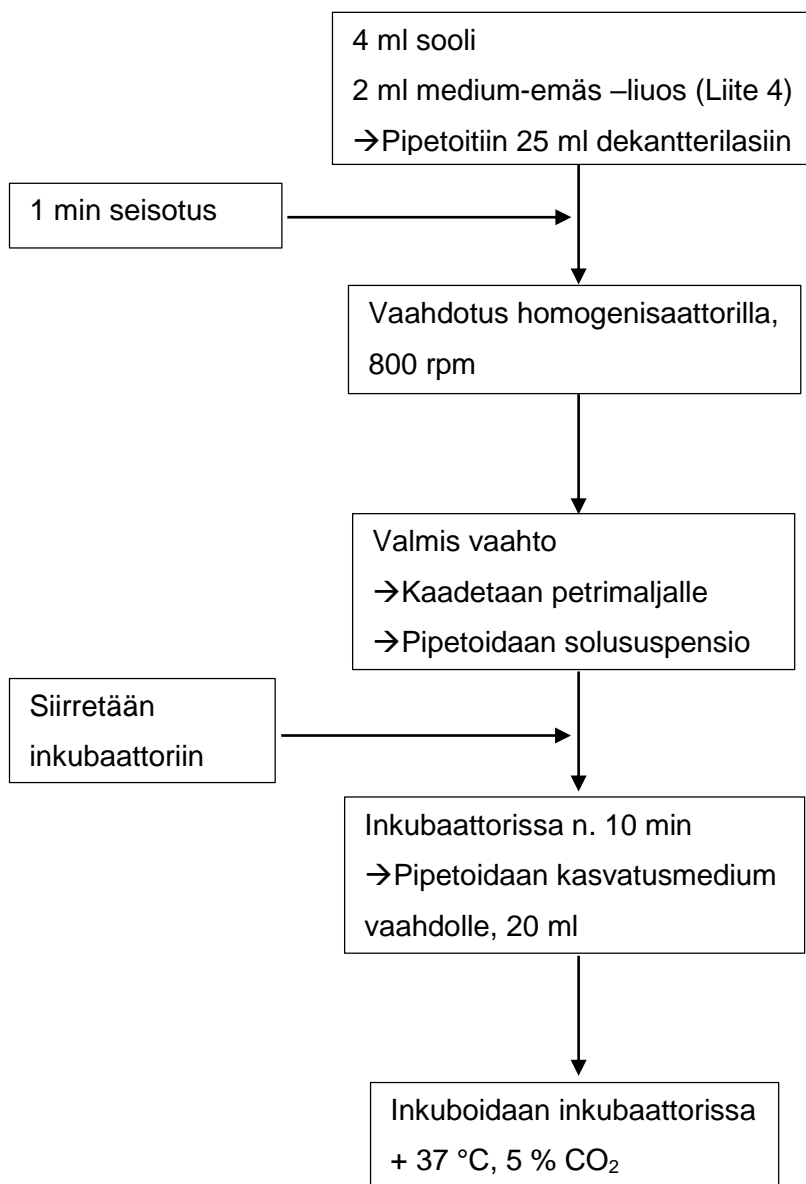 4 ml sooli
2 ml medium-emäs –liuos (Liite 4)
→Pipetoitiin 25 ml dekantterilasiin
1 min seisotus
Vaahdotus homogenisaattorilla,
800 rpm
Valmis vaahto
→Kaadetaan petrimaljalle
→Pipetoidaan solususpensio
Siirretään
inkubaattoriin
Inkubaattorissa n. 10 min
→Pipetoidaan kasvatusmedium
vaahdolle, 20 ml
Inkuboidaan inkubaattorissa
+ 37 °C, 5 % CO₂